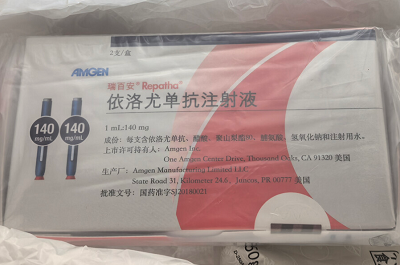 2支/盒
AMGEN
瑞百安® Repatha™
依洛尤单抗注射液
140
mg/mL
140
mg/mL
1 mL:140 mg
成份：每支含依洛尤单抗、醋酸、聚山梨酯80、脯氨酸、氢氧化钠和注射用水。
上市许可持有人：Amgen Inc.
One Amgen Center Drive, Thousand Oaks, CA 91320 美国
生产厂：Amgen Manufacturing Limited LLC
State Road 31, Kilometer 24.6, Juncos, PR 00777 美国
批准文号：国药准字SJ20180021